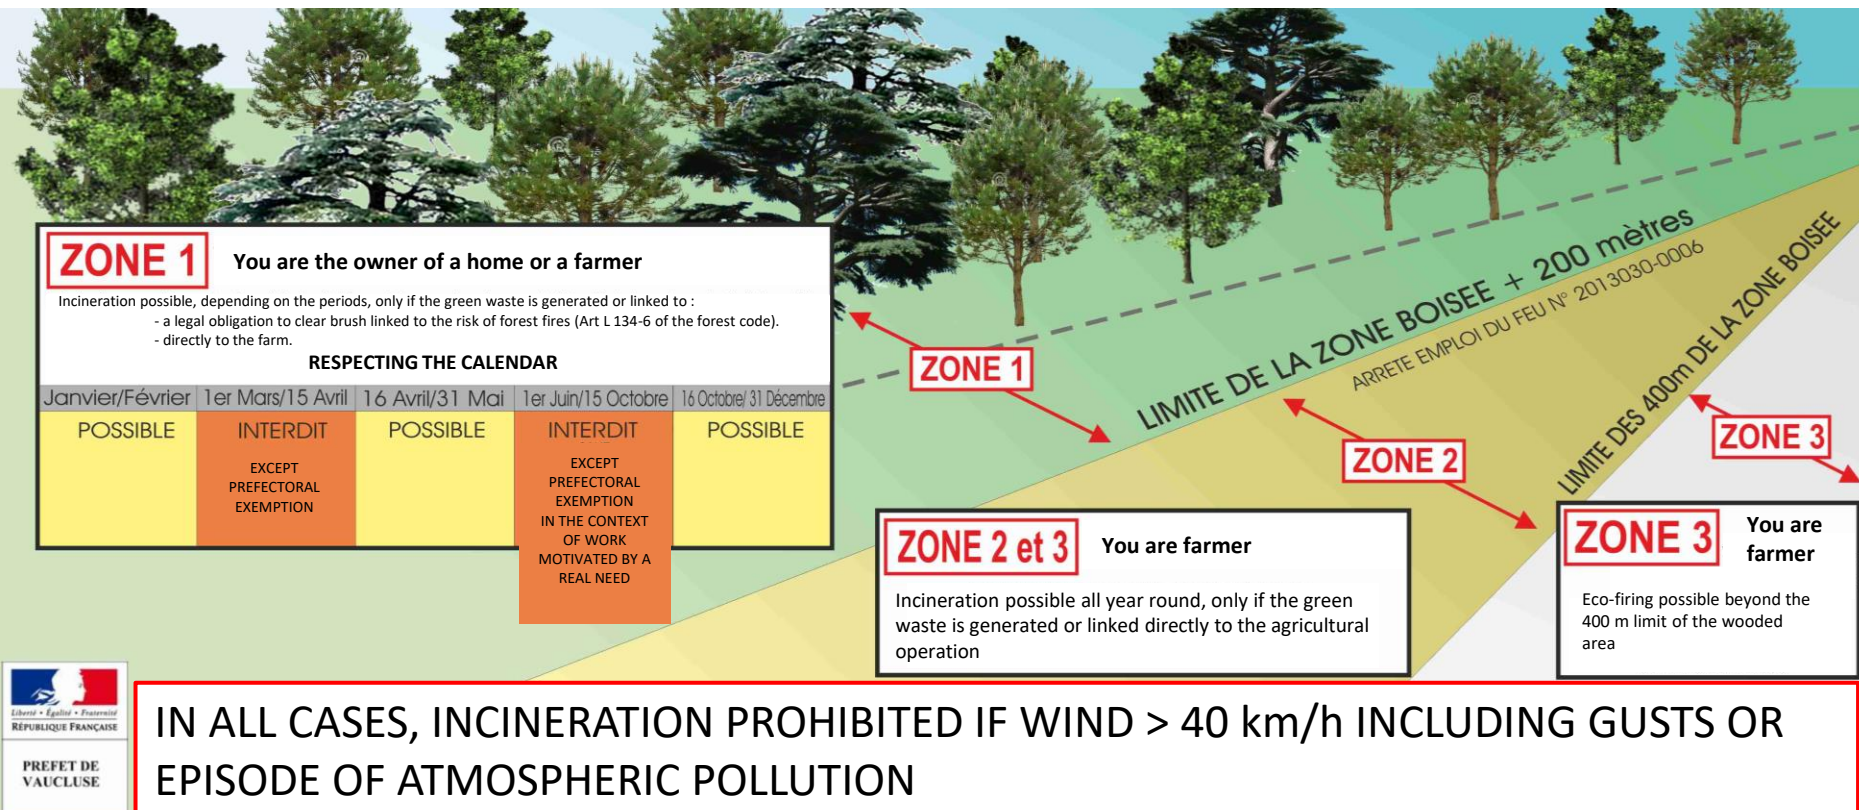 ZONE 1
You are the owner of a home or a farmer
Incineration possible, depending on the periods, only if the green waste is generated or linked to :
- a legal obligation to clear brush linked to the risk of forest fires (Art L 134-6 of the forest code).
- directly to the farm.
RESPECTING THE CALENDAR
Janvier/Février
1er Mars/15 Avril
16 Avril/31 Mai
1er Juin/15 Octobre
16 Octobre/ 31 Décembre
POSSIBLE
INTERDIT
POSSIBLE
INTERDIT
POSSIBLE
EXCEPT
PREFECTORAL
EXEMPTION
EXCEPT
PREFECTORAL
EXEMPTION
IN THE CONTEXT
OF WORK
MOTIVATED BY A
REAL NEED
ZONE 1
LIMITE DE LA ZONE BOISEE + 200 mètres
ARRETE EMPLOI DU FEU N° 2013030-0006
ZONE 2
LIMITE DES 400m DE LA ZONE BOISEE
ZONE 3
ZONE 2 et 3
You are farmer
Incineration possible all year round, only if the green
waste is generated or linked directly to the agricultural
operation
ZONE 3
You are
farmer
Eco-firing possible beyond the
400 m limit of the wooded
area
Liberté • Égalité • Fraternité
RÉPUBLIQUE FRANÇAISE
PREFET DE
VAUCLUSE
IN ALL CASES, INCINERATION PROHIBITED IF WIND > 40 km/h INCLUDING GUSTS OR
EPISODE OF ATMOSPHERIC POLLUTION